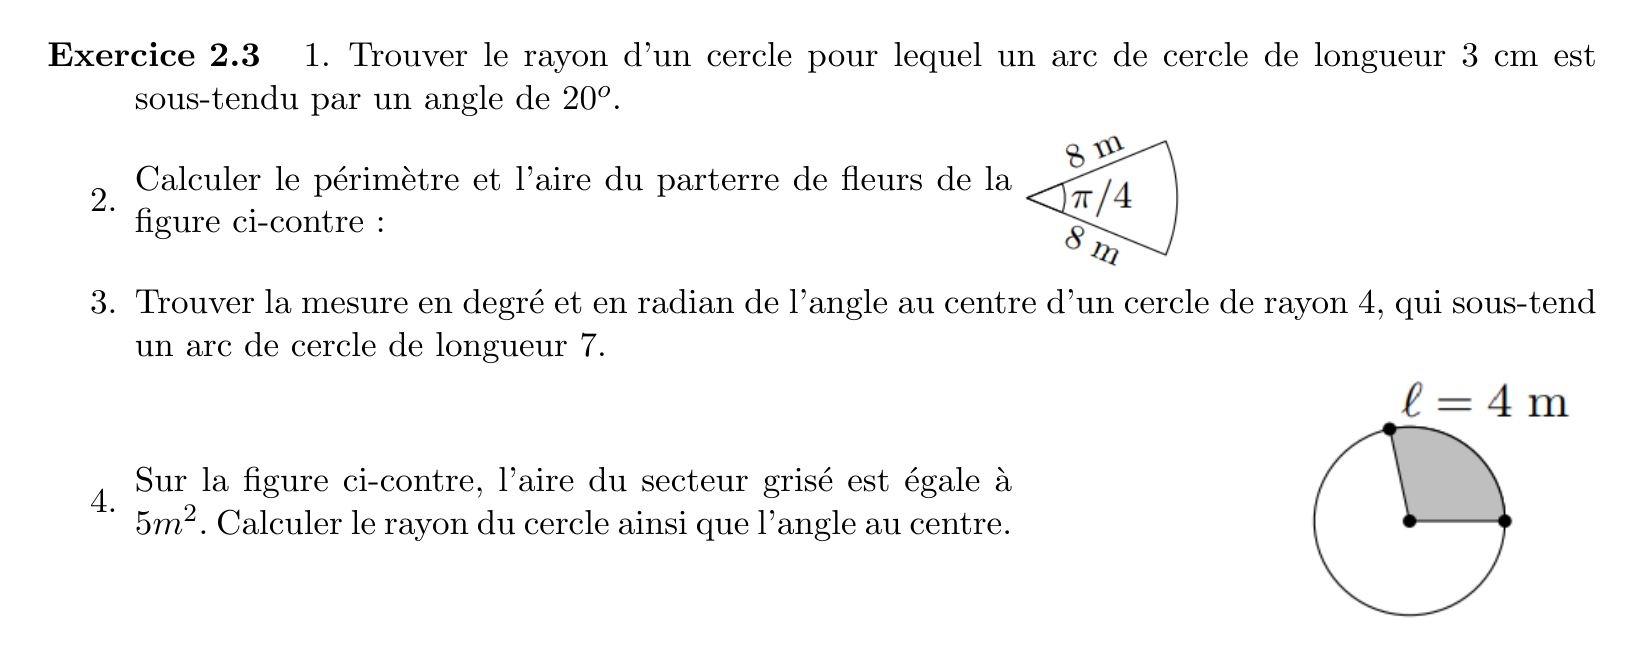 Exercice 2.3 1. Trouver le rayon d'un cercle pour lequel un arc de cercle de longueur 3 cm est
sous-tendu par un angle de 20º.
2. Calculer le périmètre et l'aire du parterre de fleurs de la
figure ci-contre :
8 m
π/4
8 m
3. Trouver la mesure en degré et en radian de l'angle au centre d'un cercle de rayon 4, qui sous-tend
un arc de cercle de longueur 7.
ℓ = 4 m
4. Sur la figure ci-contre, l'aire du secteur grisé est égale à
5m². Calculer le rayon du cercle ainsi que l'angle au centre.